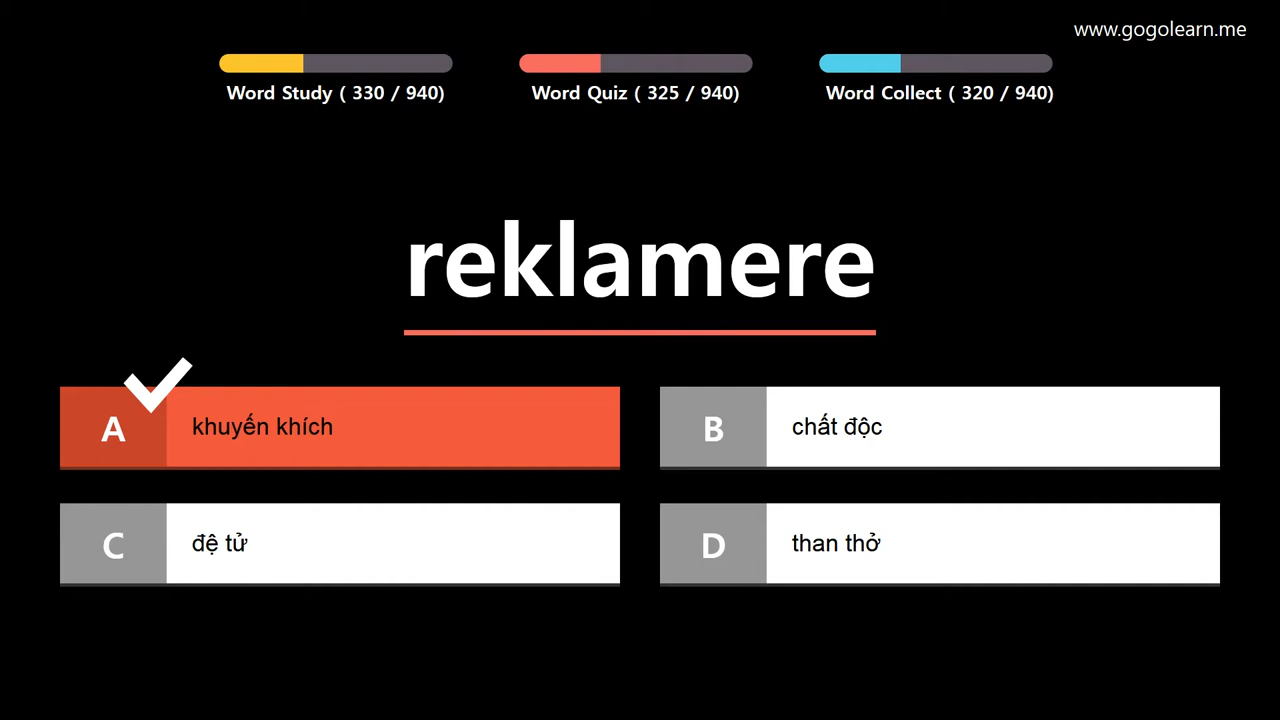 www.gogolearn.me
Word Study ( 330 / 940)
Word Quiz ( 325 / 940)
Word Collect ( 320 / 940)
reklamere
A khuyến khích
B chất độc
C đệ tử
D than thở